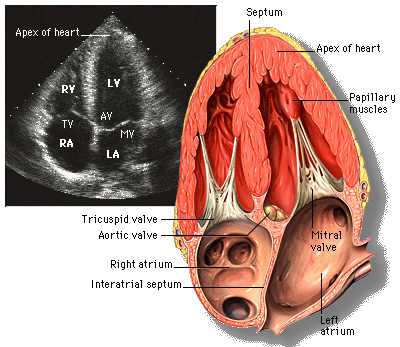 Septum
Apex of heart
Apex of heart
RV
LV
Papillary
muscles
AV
TV
MV
RA
LA
Tricuspid valve
Aortic valve
Mitral
valve
Right atrium
Interatrial septum
Left
atrium